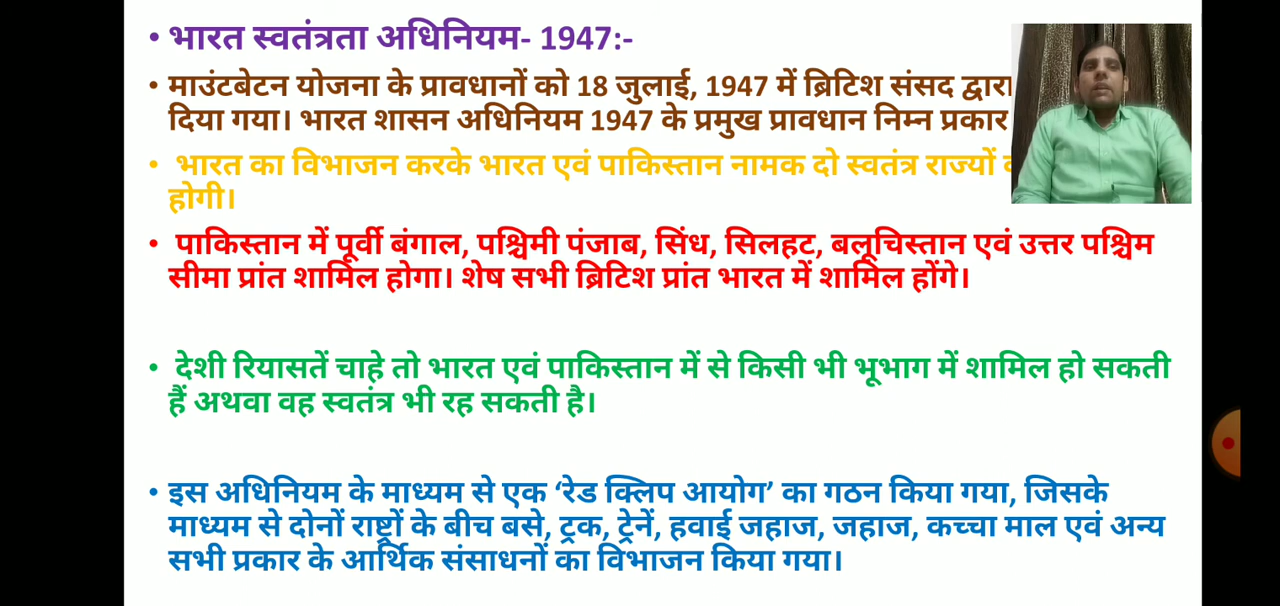 भारत स्वतंत्रता अधिनियम- 1947:-
माउंटबेटन योजना के प्रावधानों को 18 जुलाई, 1947 में ब्रिटिश संसद द्वारा
दिया गया। भारत शासन अधिनियम 1947 के प्रमुख प्रावधान निम्न प्रकार
भारत का विभाजन करके भारत एवं पाकिस्तान नामक दो स्वतंत्र राज्यों
होगी।
पाकिस्तान में पूर्वी बंगाल, पश्चिमी पंजाब, सिंध, सिलहट, बलूचिस्तान एवं उत्तर पश्चिम
सीमा प्रांत शामिल होगा। शेष सभी ब्रिटिश प्रांत भारत में शामिल होंगे।
देशी रियासतें चाहे तो भारत एवं पाकिस्तान में से किसी भी भूभाग में शामिल हो सकती
हैं अथवा वह स्वतंत्र भी रह सकती है।
इस अधिनियम के माध्यम से एक ‘रेड क्लिप आयोग’ का गठन किया गया, जिसके
माध्यम से दोनों राष्ट्रों के बीच बसे, ट्रक, ट्रेनें, हवाई जहाज, जहाज, कच्चा माल एवं अन्य
सभी प्रकार के आर्थिक संसाधनों का विभाजन किया गया।